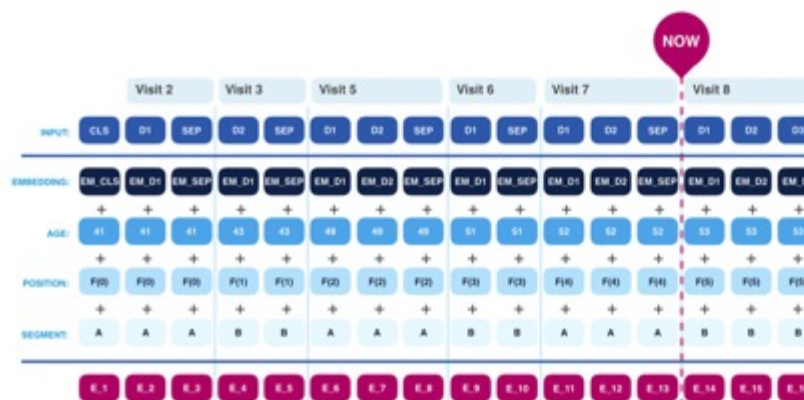 NOW
Visit 2 Visit 3 Visit 5 Visit 6 Visit 7 Visit 8
INPUT: CLS D1 SEP D2 SEP D1 D2 SEP D1 SEP D1 D2 SEP D1 D2
EMBEDDING: EM_CLS EM_D1 EM_SEP EM_D1 EM_SEP EM_D1 EM_D2 EM_SEP EM_D1 EM_SEP EM_D1 EM_D2 EM_SEP EM_D1 EM_D2
+ + + + + + + + + + + + + + + +
AGE: 41 41 41 43 43 49 49 49 51 51 52 52 52 53 53 53
+ + + + + + + + + + + + + + + +
POSITION: F(0) F(0) F(0) F(1) F(1) F(2) F(2) F(2) F(3) F(3) F(4) F(4) F(4) F(5) F(5)
+ + + + + + + + + + + + + + + +
SEGMENT: A A A B B A A A B B A A A B B B
E_1 E_2 E_3 E_4 E_5 E_6 E_7 E_8 E_9 E_10 E_11 E_12 E_13 E_14 E_15